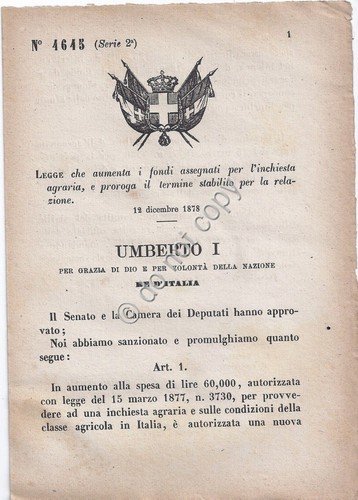 1
N° 4645 (Serie 2ª)
LEGGE che aumenta i fondi assegnati per l'inchiesta
agraria, e proroga il termine stabilito per la rela-
zione.
12 dicembre 1878
UMBERTO I
PER GRAZIA DI DIO E PER VOLONTÀ DELLA NAZIONE
RE D'ITALIA
Il Senato e la Camera dei Deputati hanno appro-
vato;
Noi abbiamo sanzionato e promulghiamo quanto
segue:
Art. 1.
In aumento alla spesa di lire 60,000, autorizzata
con legge del 15 marzo 1877, n. 3730, per provve-
dere ad una inchiesta agraria e sulle condizioni della
classe agricola in Italia, è autorizzata una nuova
do not copy